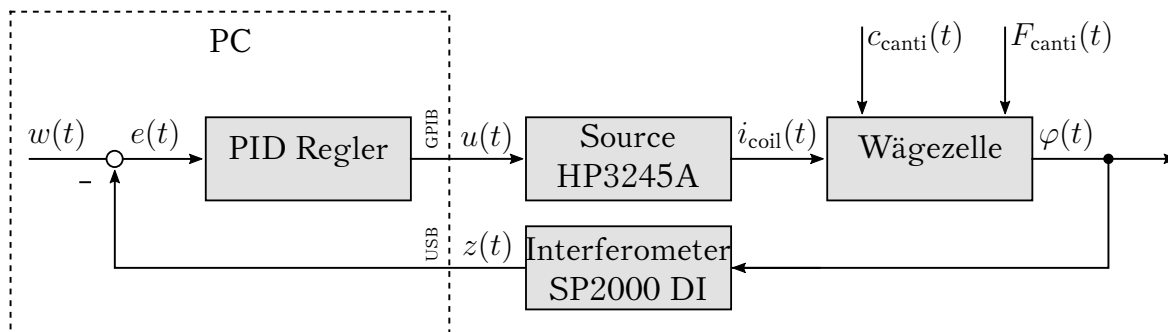 PC
c_canti(t)
F_canti(t)
w(t)
e(t)
PID Regler
GPIB
u(t)
Source
HP3245A
i_coil(t)
Wägezelle
φ(t)
–
USB
z(t)
Interferometer
SP2000 DI